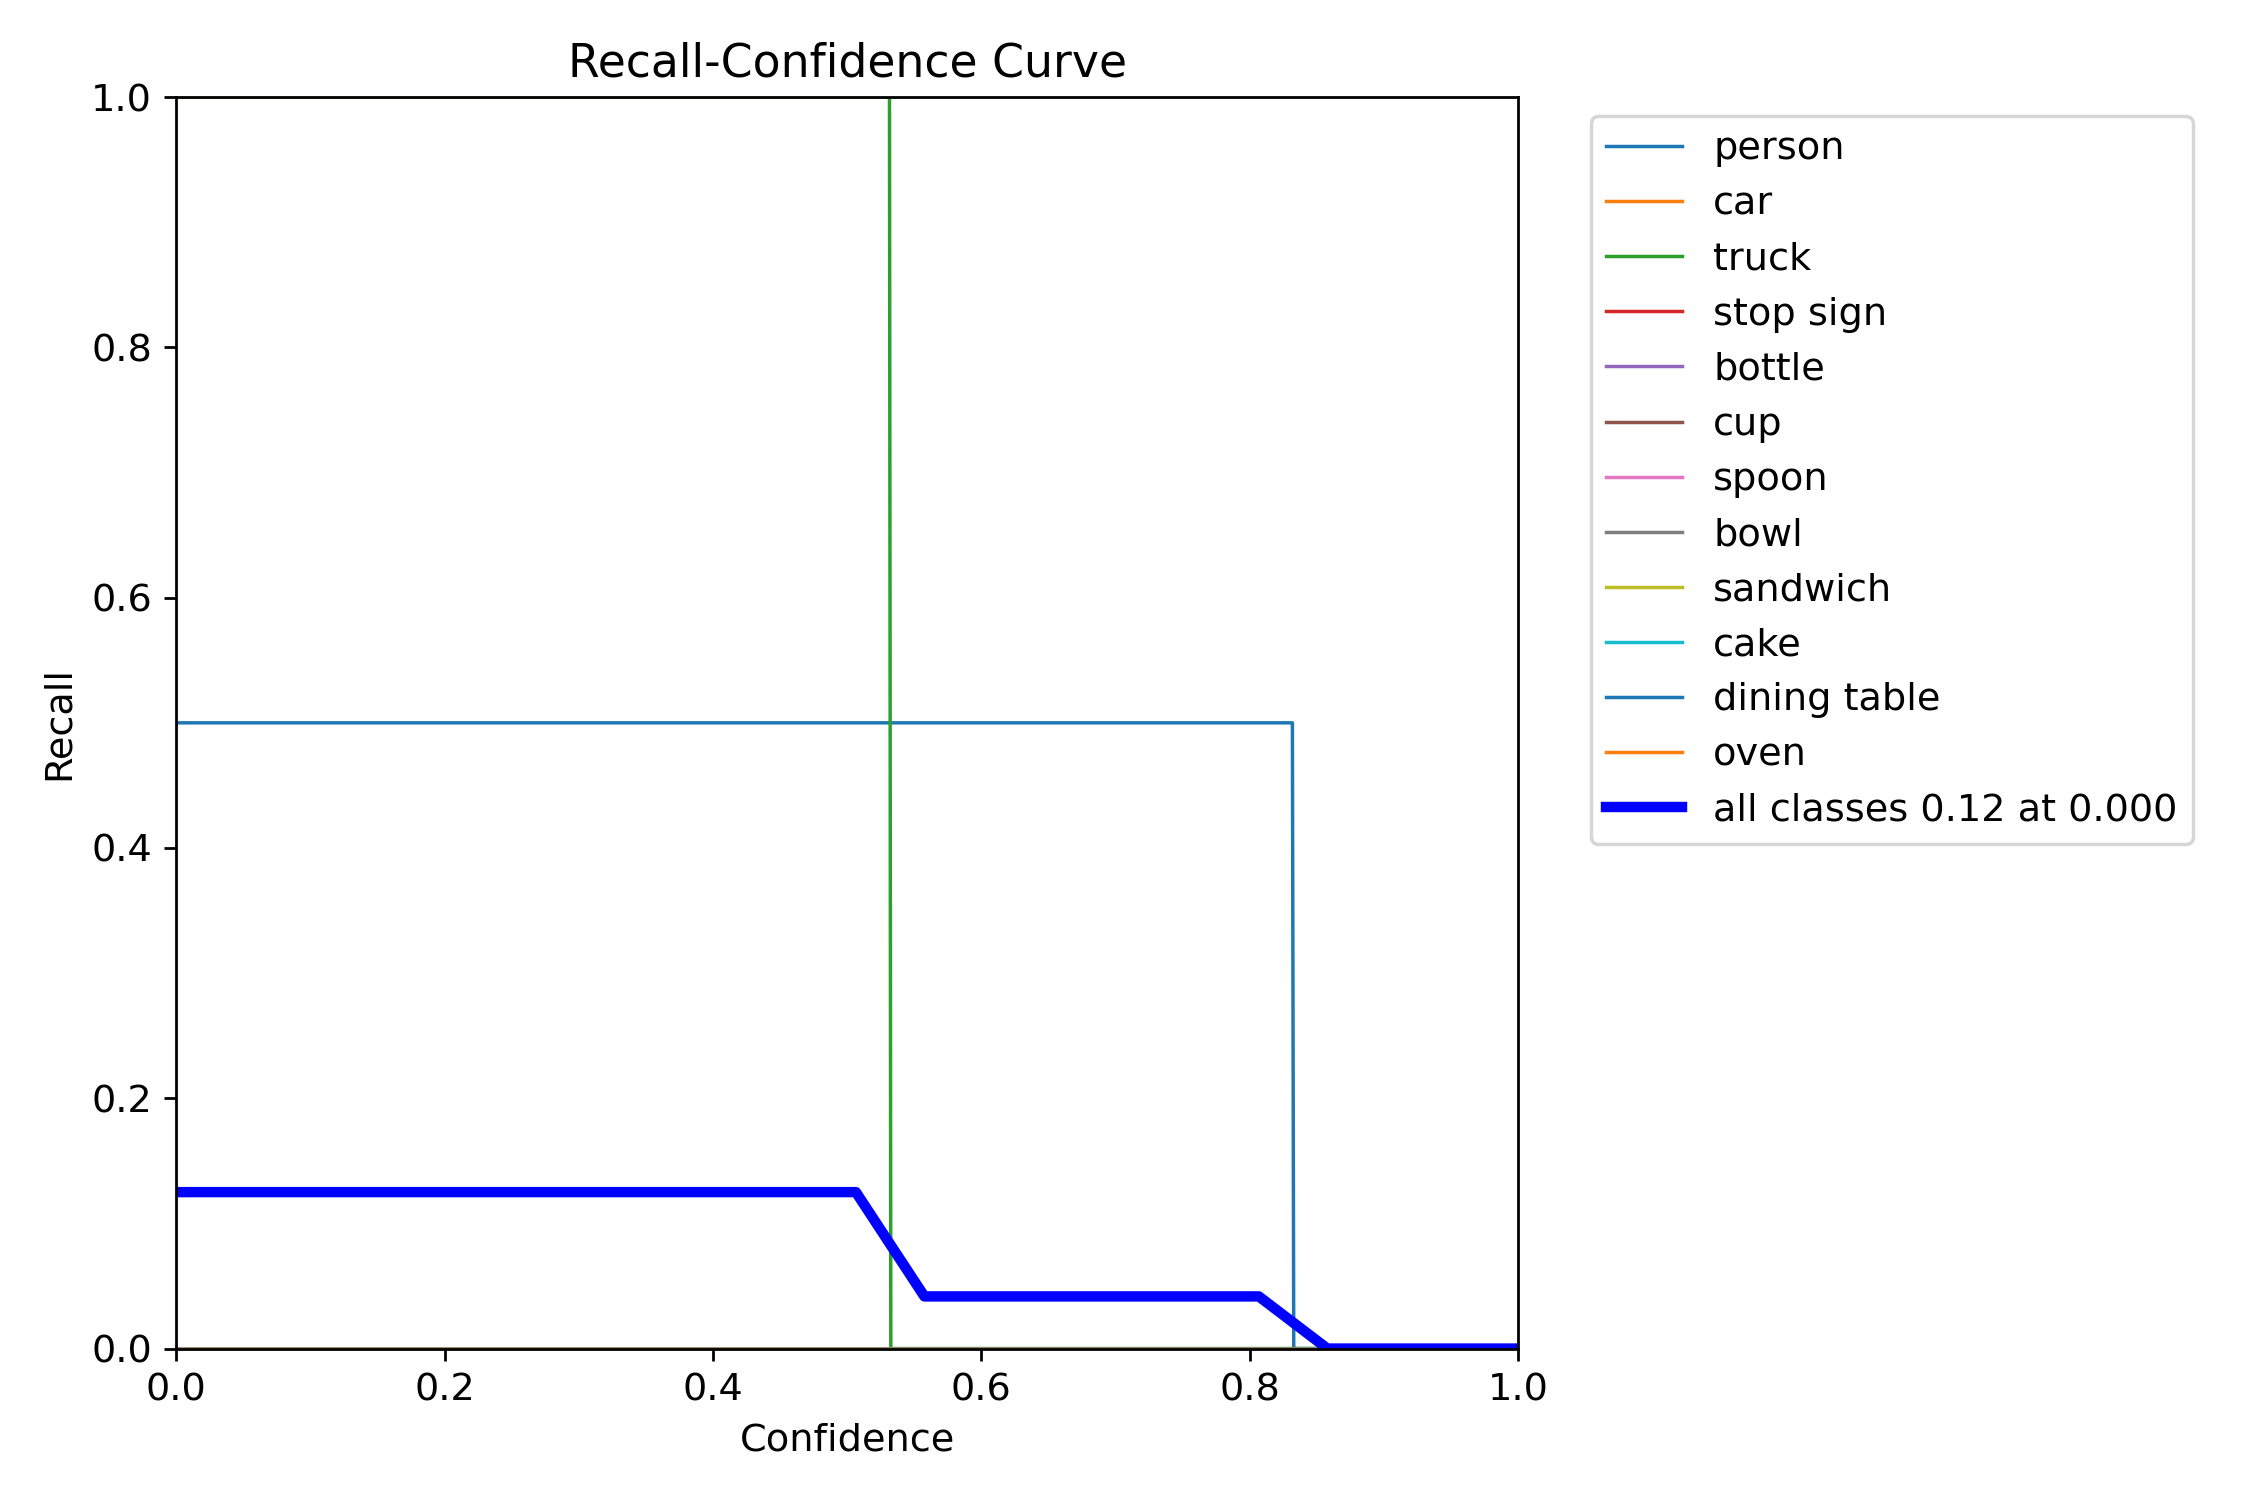 Recall-Confidence Curve
1.0
0.8
0.6
0.4
0.2
0.0
Recall
0.0 0.2 0.4 0.6 0.8 1.0
Confidence
person
car
truck
stop sign
bottle
cup
spoon
bowl
sandwich
cake
dining table
oven
all classes 0.12 at 0.000